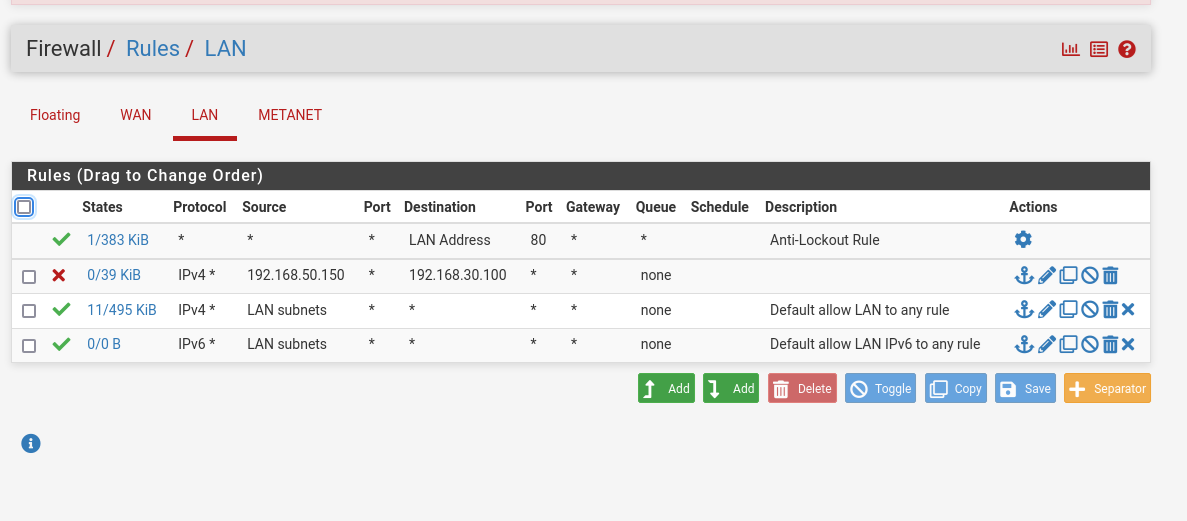 Firewall / Rules / LAN
Floating WAN LAN METANET
Rules (Drag to Change Order)
States Protocol Source Port Destination Port Gateway Queue Schedule Description Actions
1/383 KiB * * * LAN Address 80 * * Anti-Lockout Rule
0/39 KiB IPv4 * 192.168.50.150 * 192.168.30.100 * * none
11/495 KiB IPv4 * LAN subnets * * * * none Default allow LAN to any rule
0/0 B IPv6 * LAN subnets * * * * none Default allow LAN IPv6 to any rule
Add Add Delete Toggle Copy Save Separator